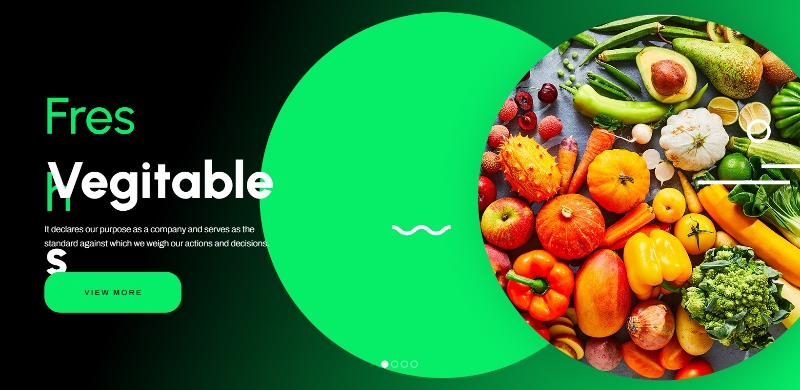 Fres
h
Vegitable
s
It declares our purpose as a company and serves as the
standard against which we weigh our actions and decisions.
VIEW MORE